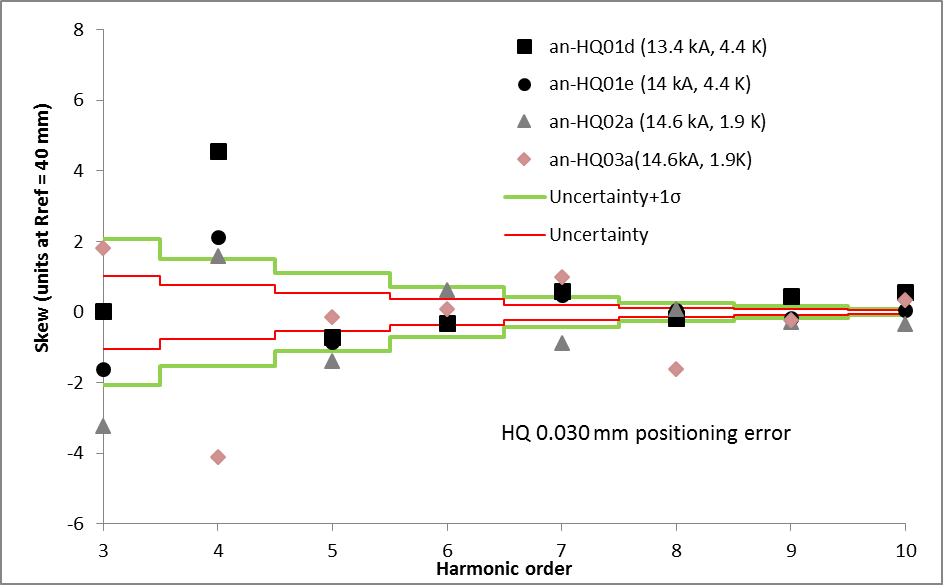 8
6
4
2
0
-2
-4
-6
Skew (units at Rref = 40 mm)
an-HQ01d (13.4 kA, 4.4 K)
an-HQ01e (14 kA, 4.4 K)
an-HQ02a (14.6 kA, 1.9 K)
an-HQ03a(14.6kA, 1.9K)
Uncertainty+1σ
Uncertainty
HQ 0.030 mm positioning error
3 4 5 6 7 8 9 10
Harmonic order